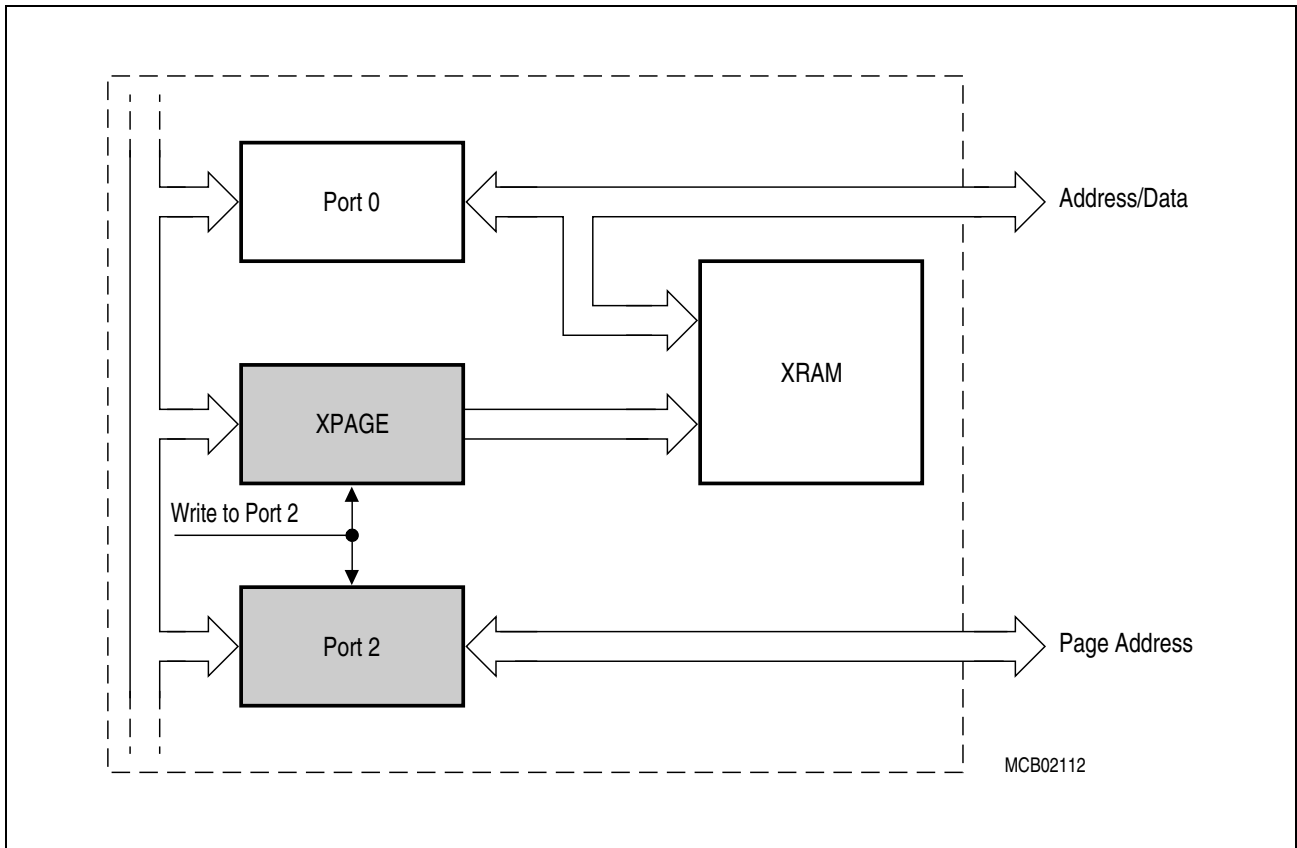 Port 0
Address/Data
XRAM
XPAGE
Write to Port 2
Port 2
Page Address
MCB02112